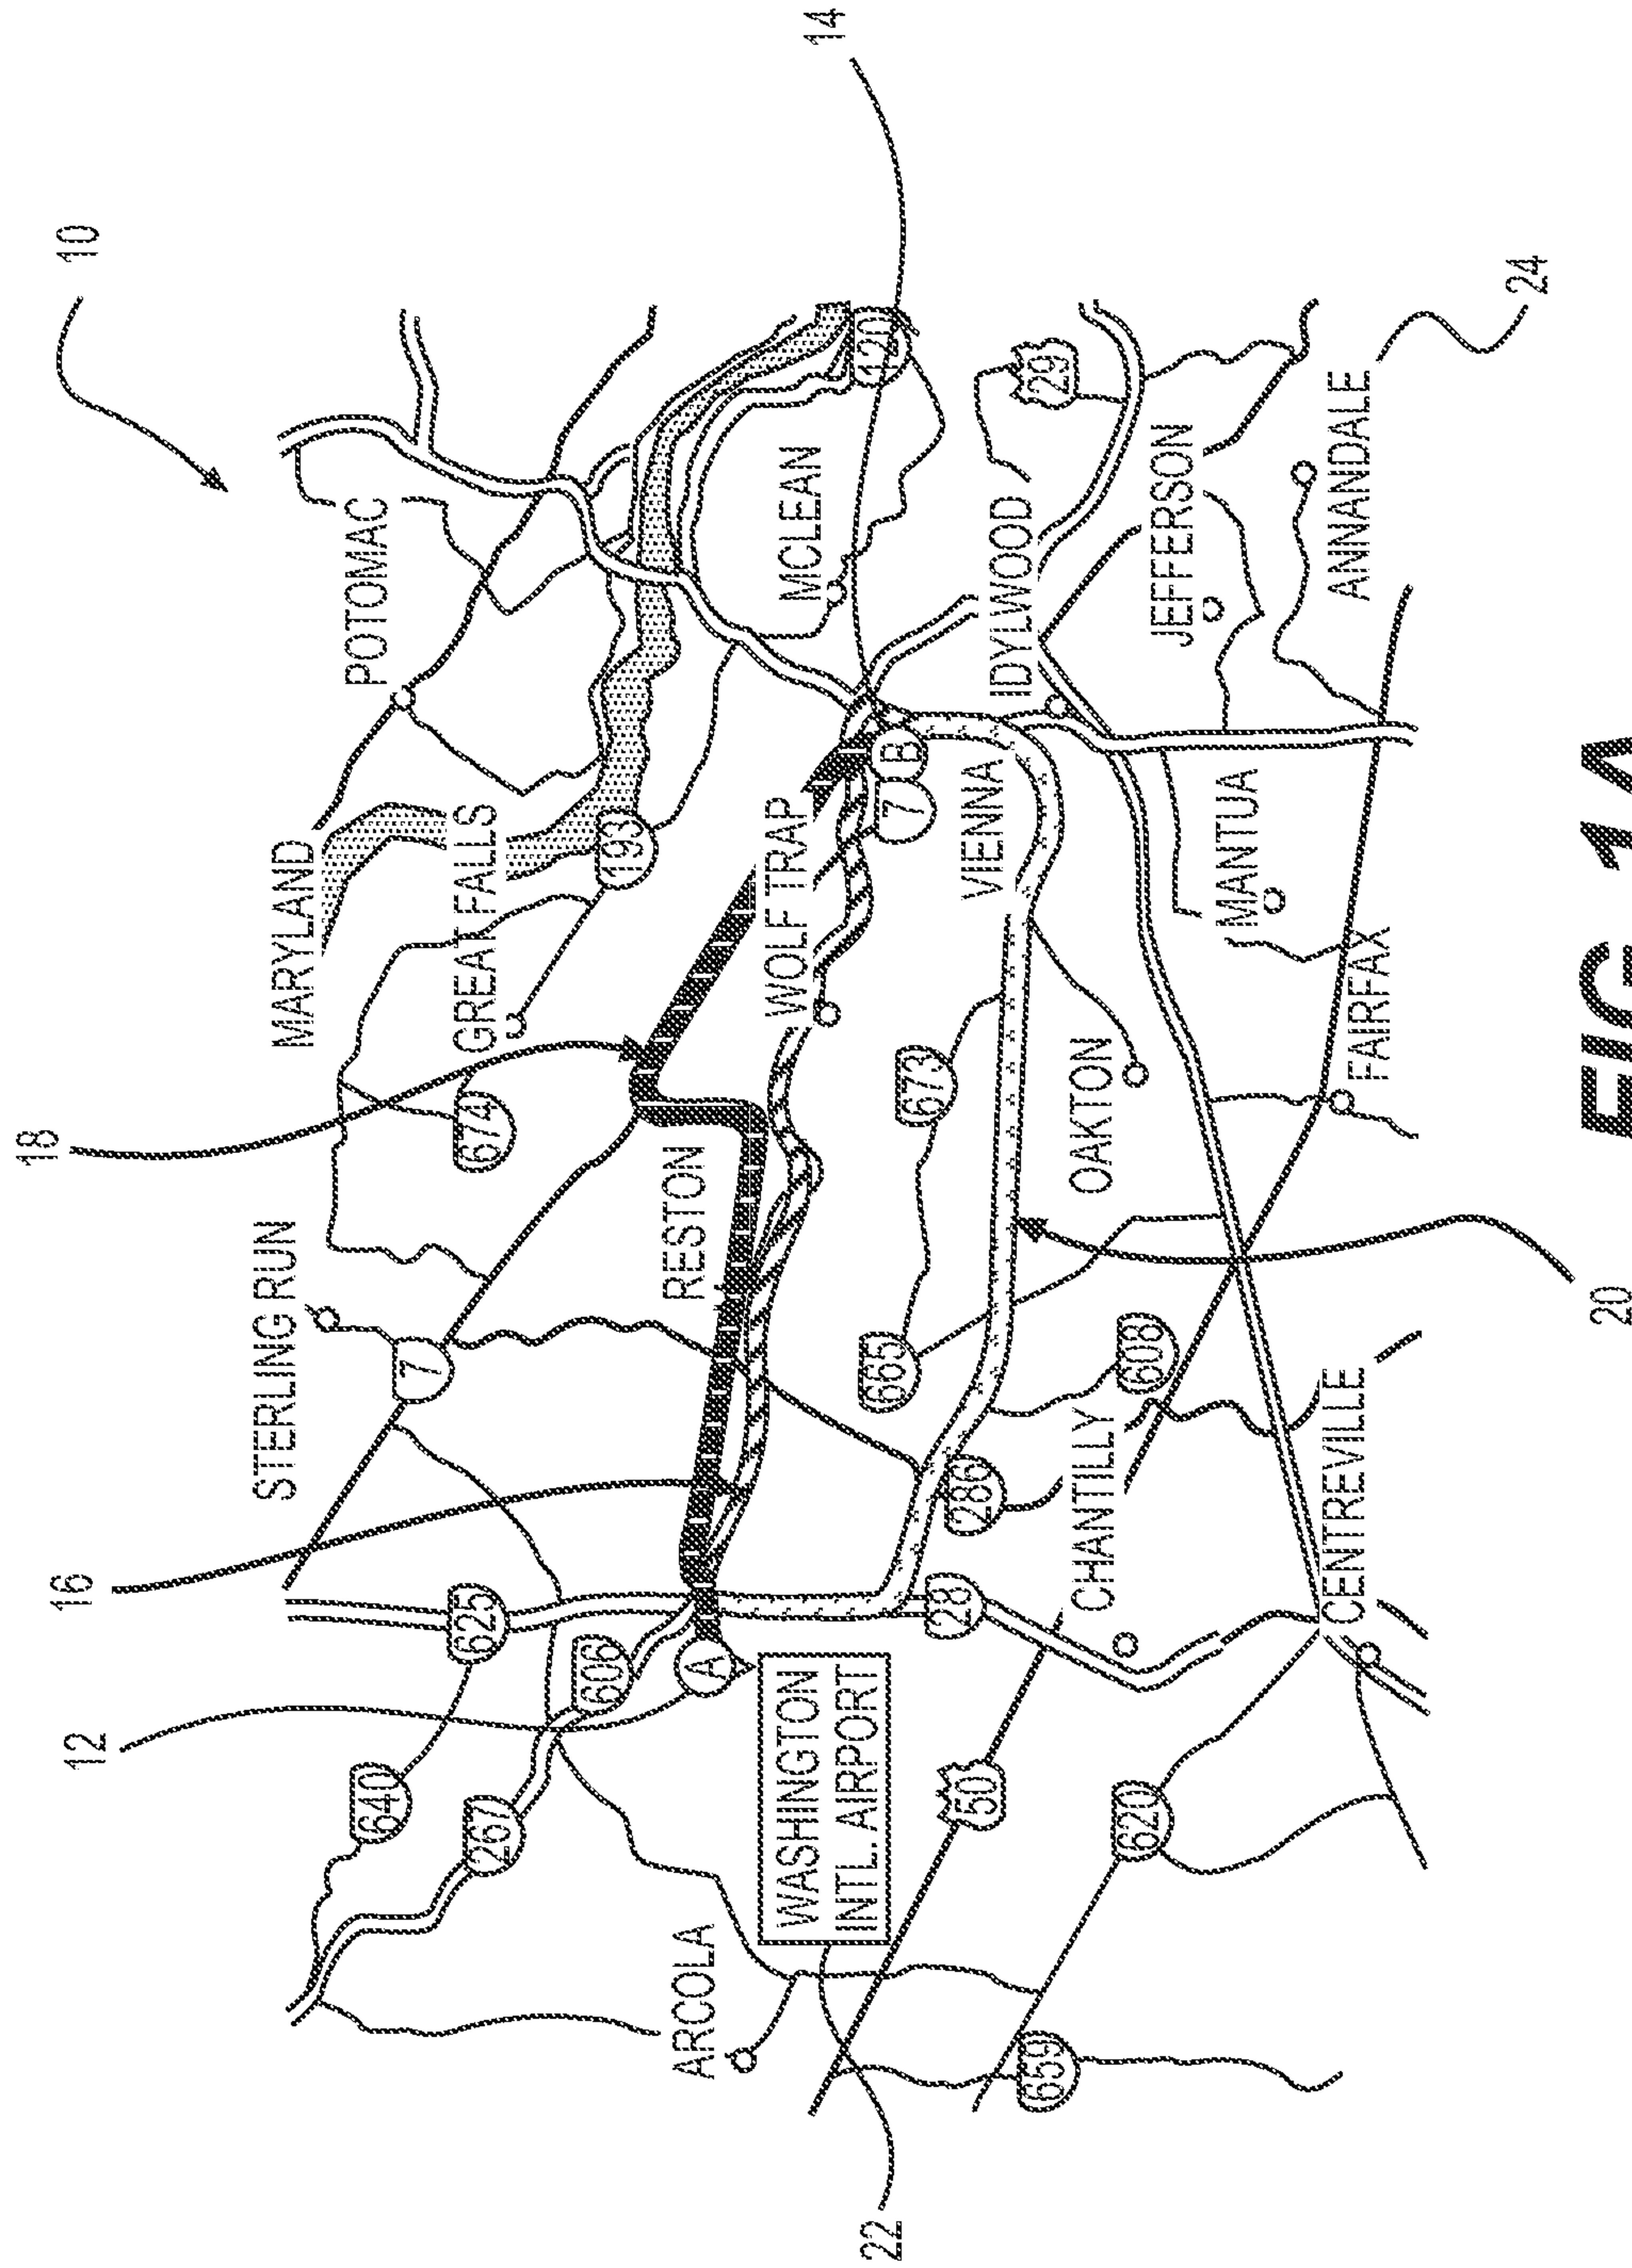 18
12
16
10
STERLING RUN
MARYLAND
POTOMAC
640
7
267
625
674
GREAT FALLS
606
193
ARCOLA
A
RESTON
WASHINGTON
INTL. AIRPORT
WOLF TRAP
MCLEAN
14
22
665
7
B
120
673
50
28
286
VIENNA
IDYLWOOD
659
29
CHANTILLY
OAKTON
620
608
JEFFERSON
MANTUA
CENTREVILLE
FAIRFAX
ANNANDALE
24
20
FIG. 1A